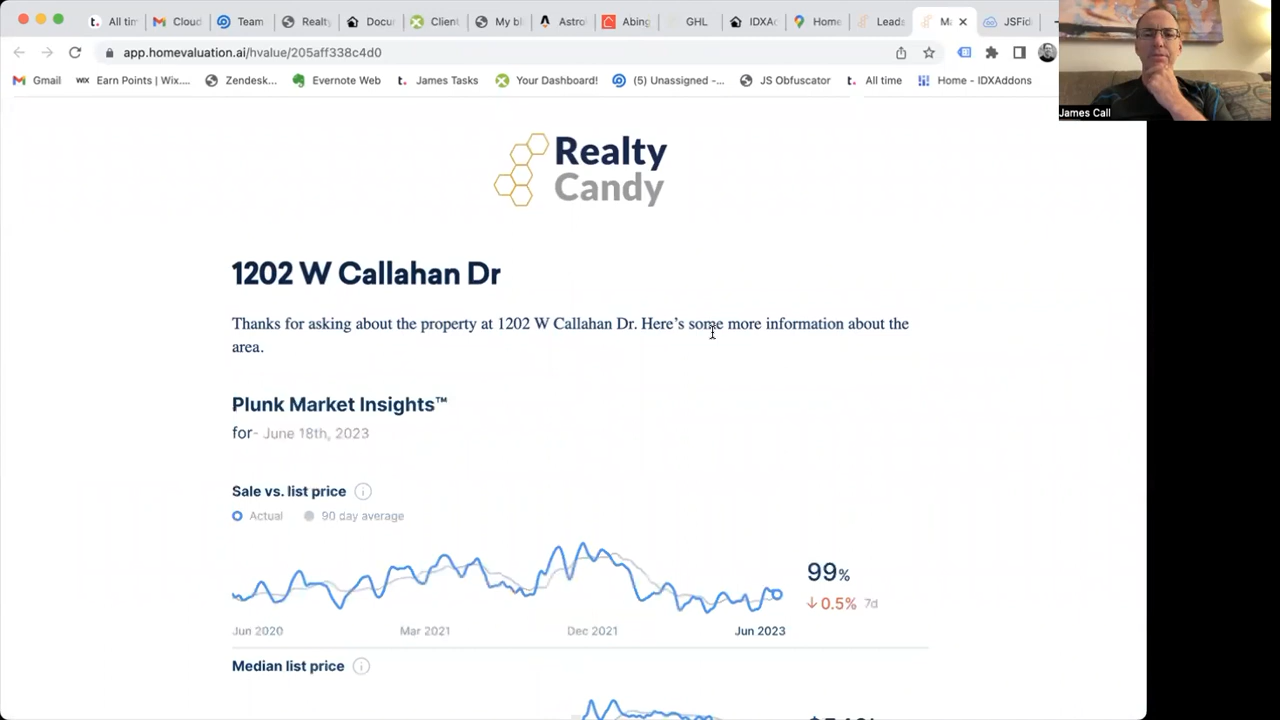 All tin
Cloud
Team
Realty
Docu
Client
My bl
Astro
Abing
GHL
IDXA
Home
Leads
Ma
JSFid
app.homevaluation.ai/hvalue/205aff338c4d0
Gmail
WIX Earn Points | Wix....
Zendesk...
Evernote Web
t. James Tasks
Your Dashboard!
(5) Unassigned -...
JS Obfuscator
t. All time
Home - IDXAddons
James Call
Realty
Candy
1202 W Callahan Dr
Thanks for asking about the property at 1202 W Callahan Dr. Here's some more information about the
area.
Plunk Market Insights™
for- June 18th, 2023
Sale vs. list price
Actual
90 day average
99%
↓0.5% 7d
Jun 2020
Mar 2021
Dec 2021
Jun 2023
Median list price